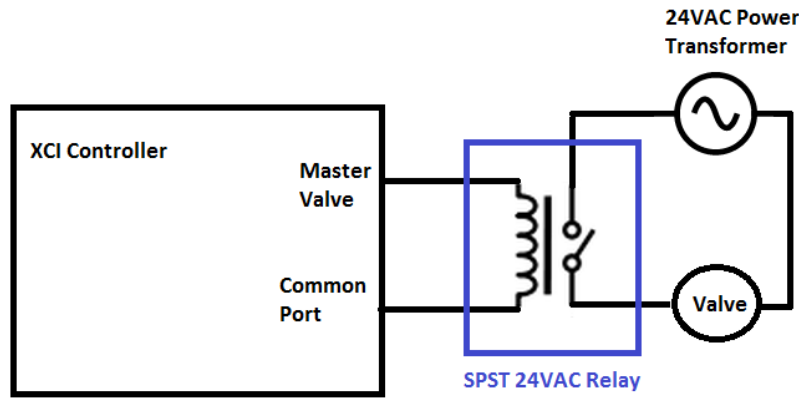 24VAC Power
Transformer
XCI Controller
Master
Valve
Common
Port
Valve
SPST 24VAC Relay